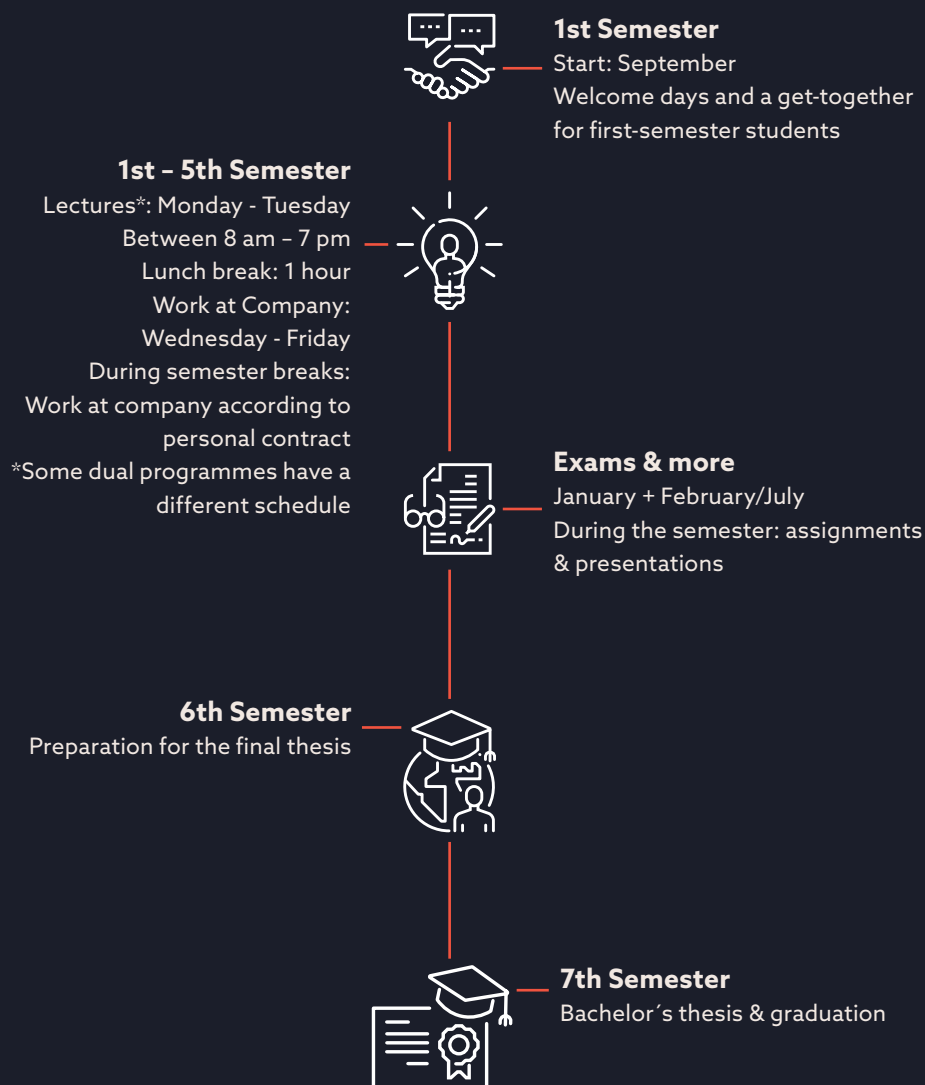 1st Semester
Start: September
Welcome days and a get-together
for first-semester students
1st – 5th Semester
Lectures*: Monday - Tuesday
Between 8 am – 7 pm
Lunch break: 1 hour
Work at Company:
Wednesday - Friday
During semester breaks:
Work at company according to
personal contract
*Some dual programmes have a
different schedule
Exams & more
January + February/July
During the semester: assignments
& presentations
6th Semester
Preparation for the final thesis
7th Semester
Bachelor´s thesis & graduation